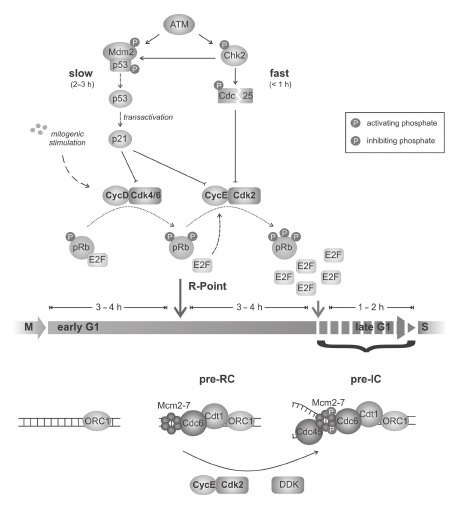 ATM
P
P
Mdm2
Chk2
p53
P
slow
(2–3 h)
fast
(< 1 h)
p53
P
Cdc 25
transactivation
p21
mitogenic
stimulation
P activating phosphate
P inhibiting phosphate
CycD Cdk4/6
CycE Cdk2
P
pRb
E2F
P P
pRb
E2F
P P P
pRb
E2F
E2F
E2F
E2F
E2F
E2F
R-Point
3 – 4 h
3 – 4 h
1 – 2 h
M
early G1
late G1
S
pre-RC
pre-IC
ORC1
Mcm2-7
Cdc6
Cdt1
ORC1
Mcm2-7
Cdc45
P
P
P
Cdc6
Cdt1
ORC1
CycE Cdk2
DDK